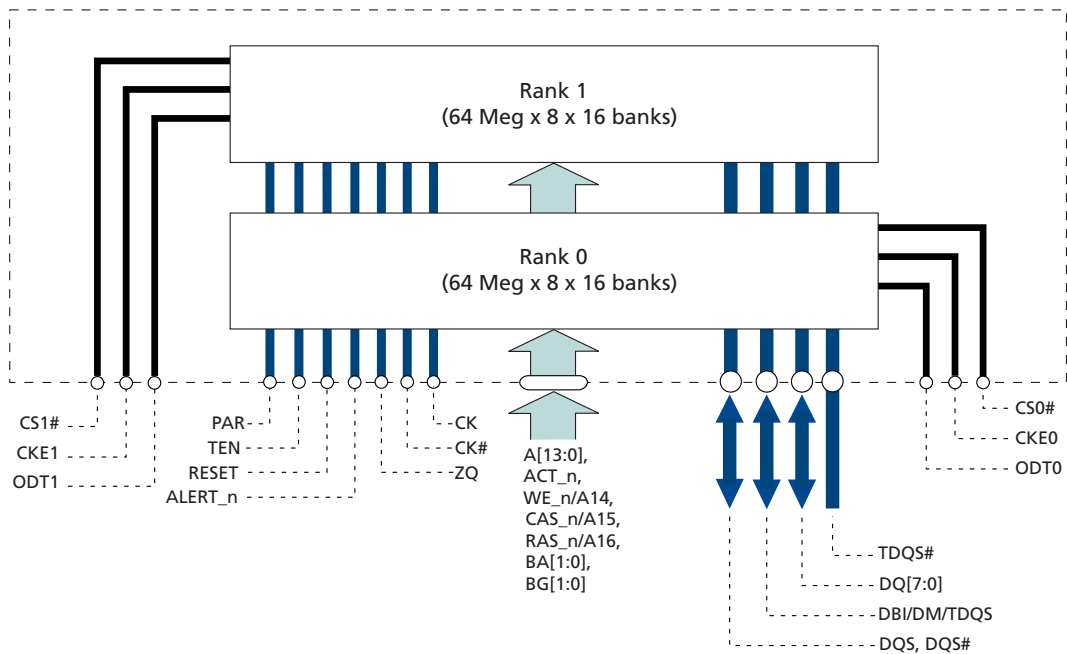 Rank 1
(64 Meg x 8 x 16 banks)
Rank 0
(64 Meg x 8 x 16 banks)
CS1#
CKE1
ODT1
PAR
TEN
RESET
ALERT_n
CK
CK#
ZQ
A[13:0],
ACT_n,
WE_n/A14,
CAS_n/A15,
RAS_n/A16,
BA[1:0],
BG[1:0]
CS0#
CKE0
ODT0
TDQS#
DQ[7:0]
DBI/DM/TDQS
DQS, DQS#